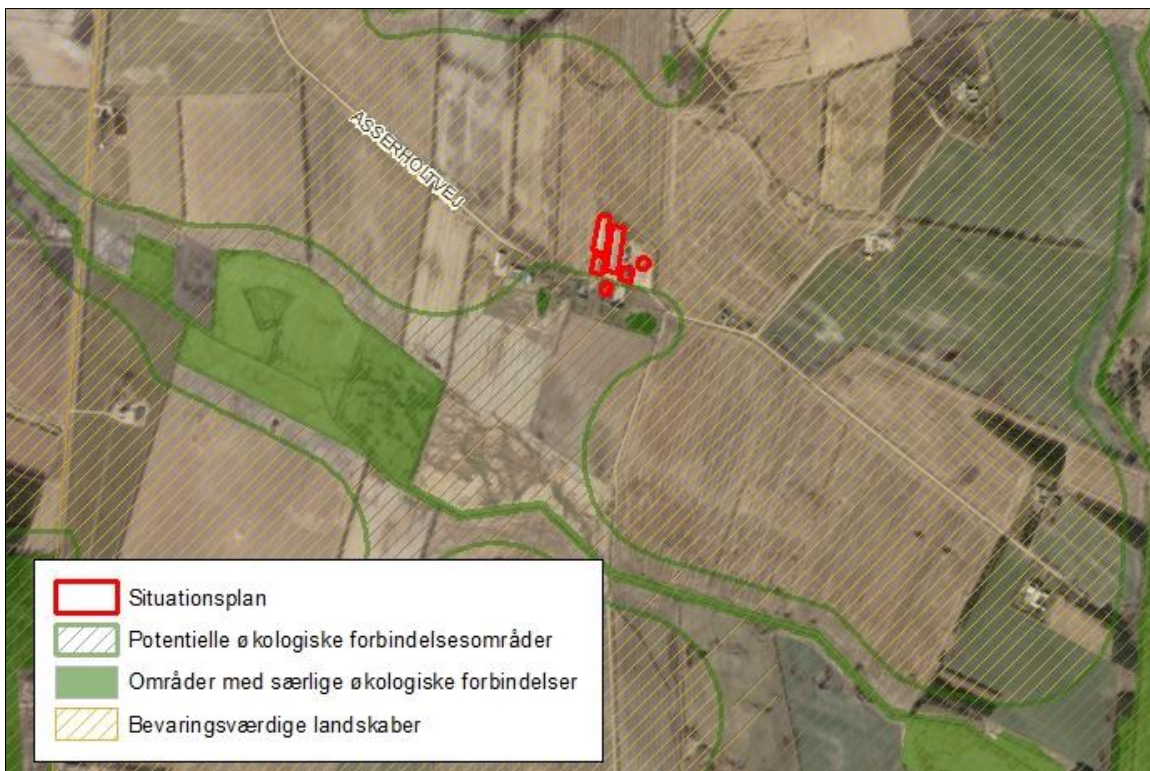 ASSERHOLTVEJ
Situationsplan
Potentielle økologiske forbindelsesområder
Områder med særlige økologiske forbindelser
Bevaringsværdige landskaber